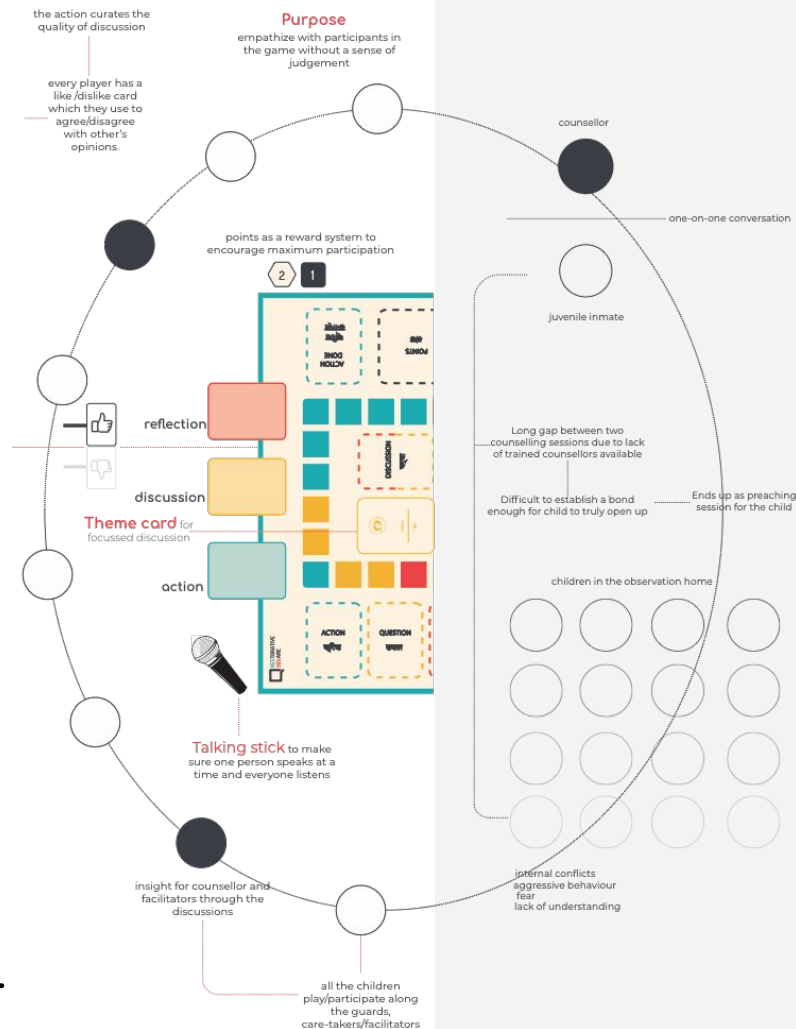 the action curates the
quality of discussion
every player has a
like /dislike card
which they use to
agree/disagree
with other's
opinions.
Purpose
empathize with participants in
the game without a sense of
judgement
counsellor
one-on-one conversation
juvenile inmate
points as a reward system to
encourage maximum participation
2
1
ACTION
DONE
POINTS
reflection
discussion
Theme card for
focussed discussion
action
DISCUSSION
ACTION
QUESTION
सवाल
RESTORATIVE
Long gap between two
counselling sessions due to lack
of trained counsellors available
Difficult to establish a bond
enough for child to truly open up
Ends up as preaching
session for the child
children in the observation home
Talking stick to make
sure one person speaks at a
time and everyone listens
insight for counsellor and
facilitators through the
discussions
internal conflicts
aggressive behaviour
fear
lack of understanding
all the children
play/participate along
the guards,
care-takers/facilitators